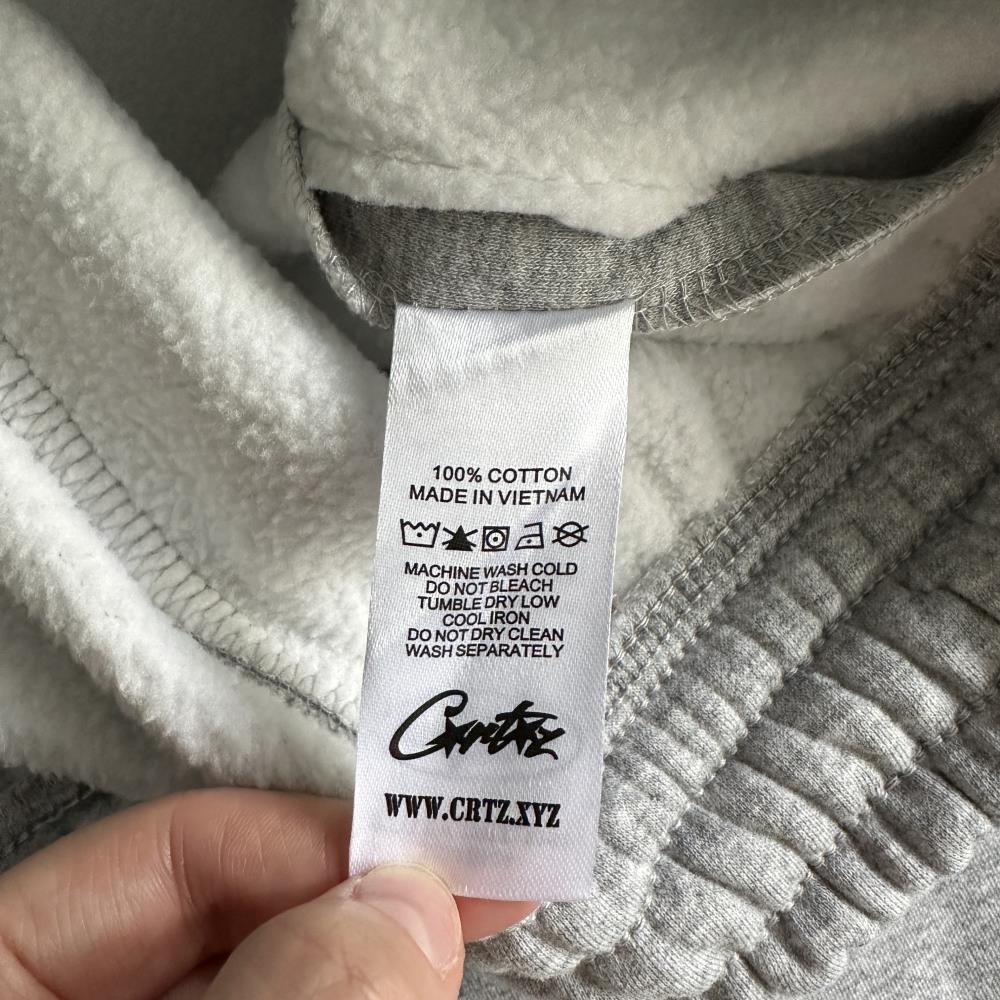 100% COTTON
MADE IN VIETNAM
MACHINE WASH COLD
DO NOT BLEACH
TUMBLE DRY LOW
COOL IRON
DO NOT DRY CLEAN
WASH SEPARATELY
Crtz
WWW.CRTZ.XYZ